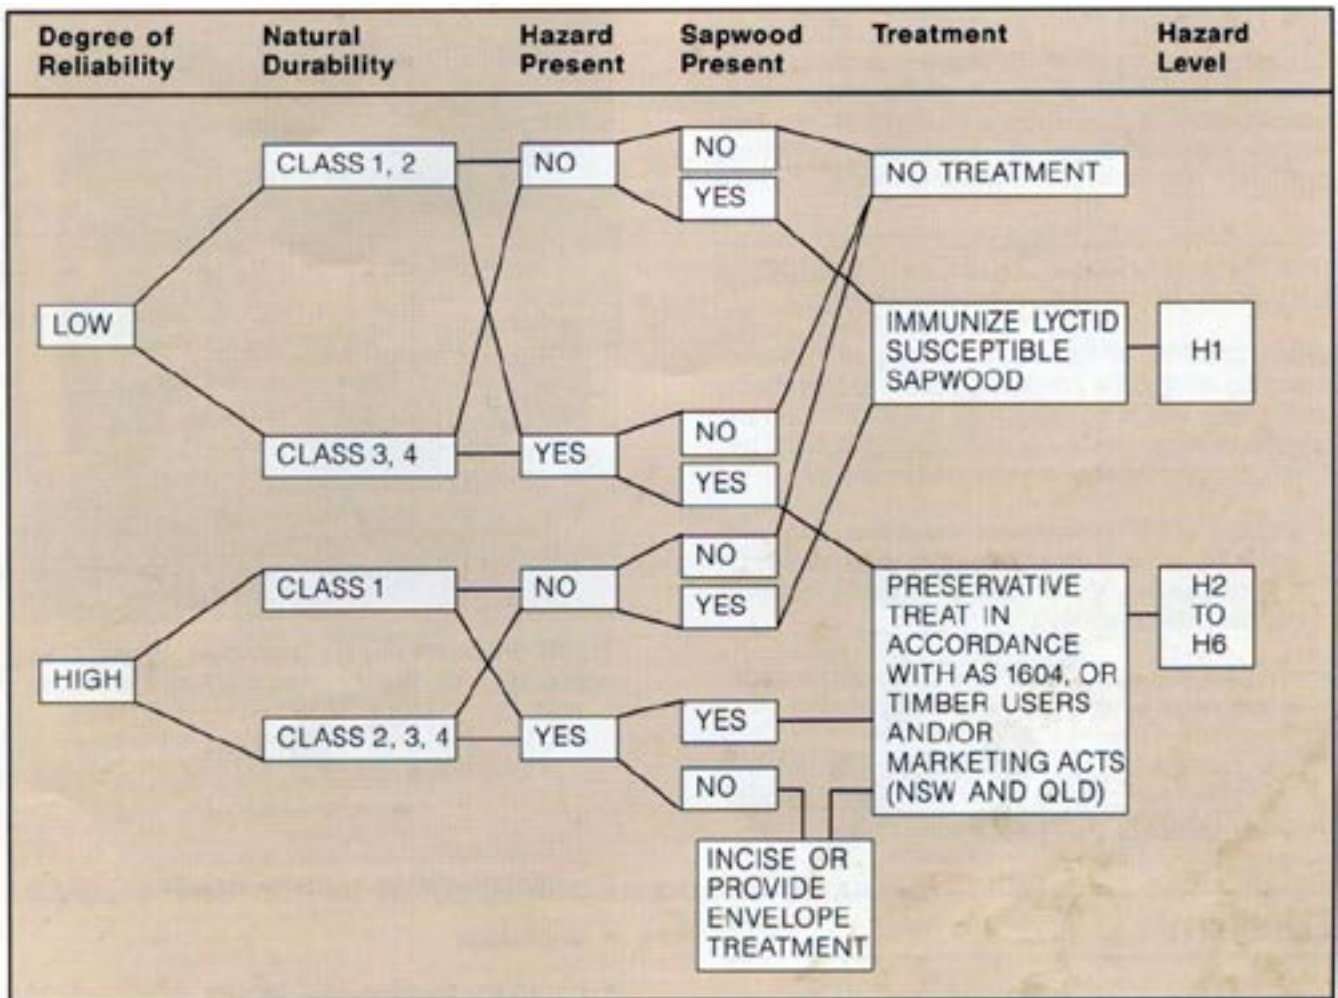 Degree of
Reliability
Natural
Durability
Hazard
Present
Sapwood
Present
Treatment
Hazard
Level
LOW
CLASS 1, 2
CLASS 3, 4
NO
YES
NO
YES
NO
YES
NO TREATMENT
IMMUNIZE LYCTID
SUSCEPTIBLE
SAPWOOD
H1
HIGH
CLASS 1
CLASS 2, 3, 4
NO
YES
NO
YES
YES
NO
PRESERVATIVE
TREAT IN
ACCORDANCE
WITH AS 1604, OR
TIMBER USERS
AND/OR
MARKETING ACTS
(NSW AND QLD)
H2
TO
H6
INCISE OR
PROVIDE
ENVELOPE
TREATMENT